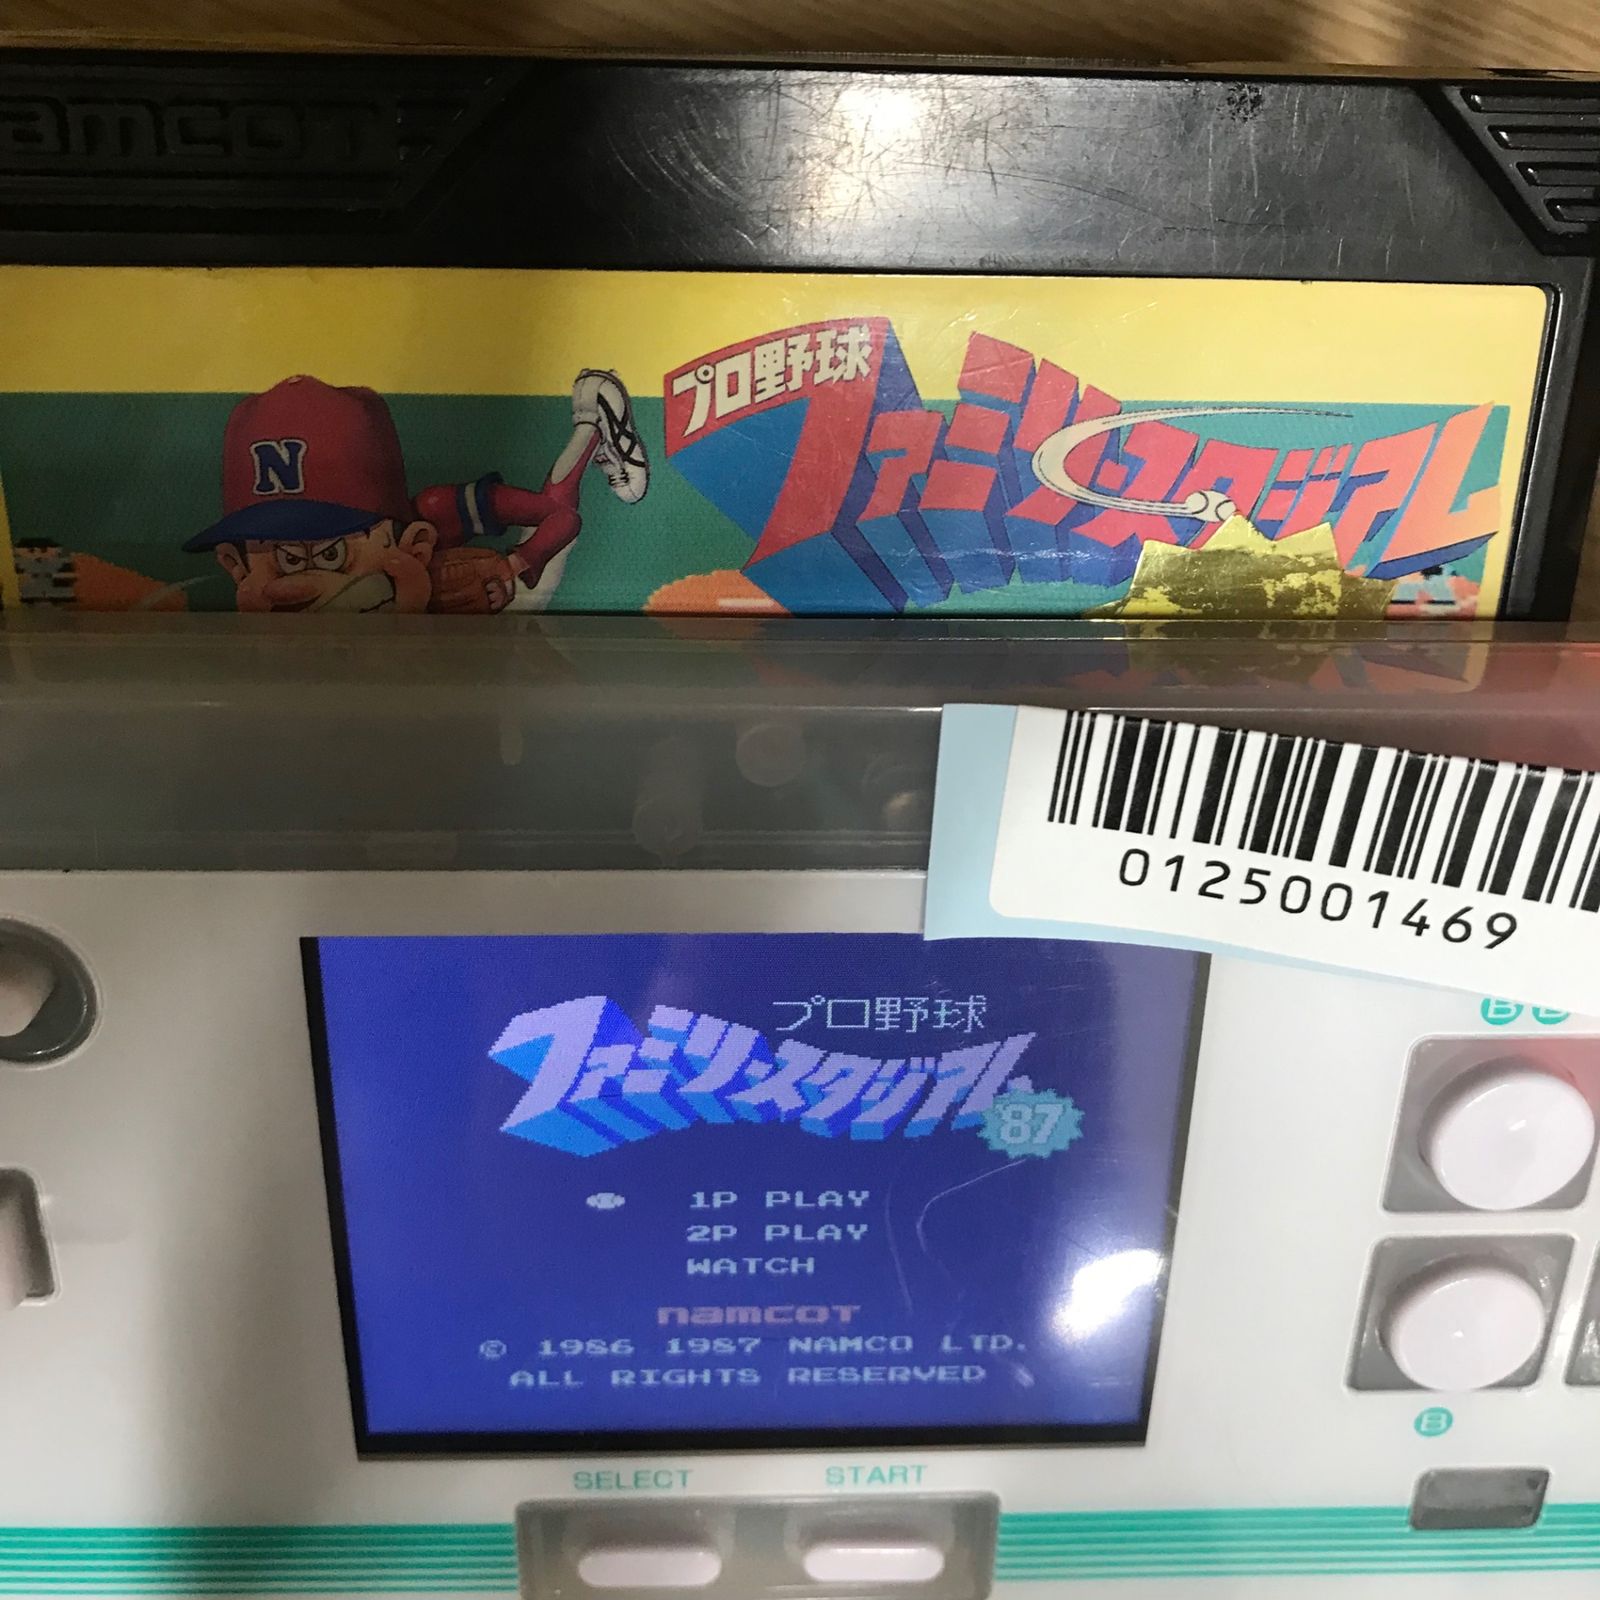 namcoT
N
プロ野球
ファミリースタジアム
0125001469
B B
プロ野球
ファミリースタジアム
'87
1P PLAY
2P PLAY
WATCH
namcoT
© 1986 1987 NAMCO LTD.
ALL RIGHTS RESERVED
B
SELECT START